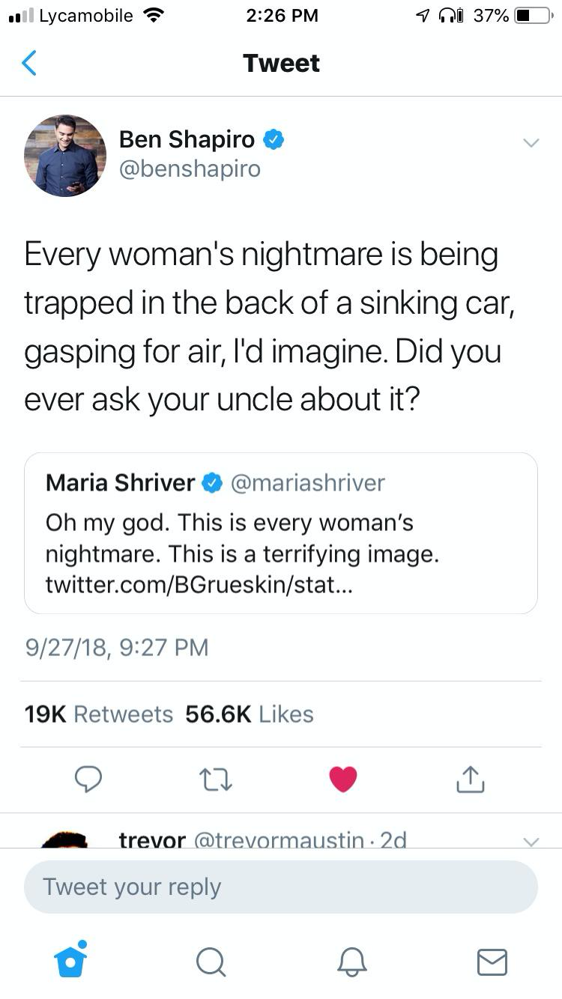 Lycamobile 2:26 PM 37%
Tweet
Ben Shapiro
@benshapiro
Every woman's nightmare is being
trapped in the back of a sinking car,
gasping for air, I'd imagine. Did you
ever ask your uncle about it?
Maria Shriver @mariashriver
Oh my god. This is every woman’s
nightmare. This is a terrifying image.
twitter.com/BGrueskin/stat...
9/27/18, 9:27 PM
19K Retweets 56.6K Likes
trevor @trevormaustin · 2d
Tweet your reply